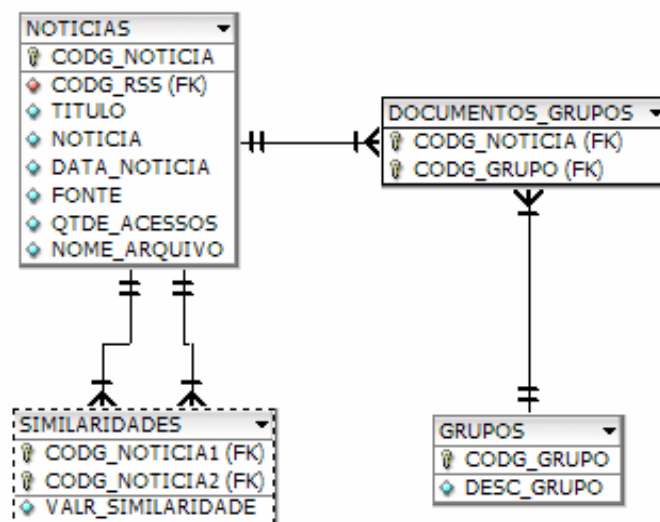 NOTICIAS
CODG_NOTICIA
CODG_RSS (FK)
TITULO
NOTICIA
DATA_NOTICIA
FONTE
QTDE_ACESSOS
NOME_ARQUIVO
DOCUMENTOS_GRUPOS
CODG_NOTICIA (FK)
CODG_GRUPO (FK)
SIMILARIDADES
CODG_NOTICIA1 (FK)
CODG_NOTICIA2 (FK)
VALR_SIMILARIDADE
GRUPOS
CODG_GRUPO
DESC_GRUPO